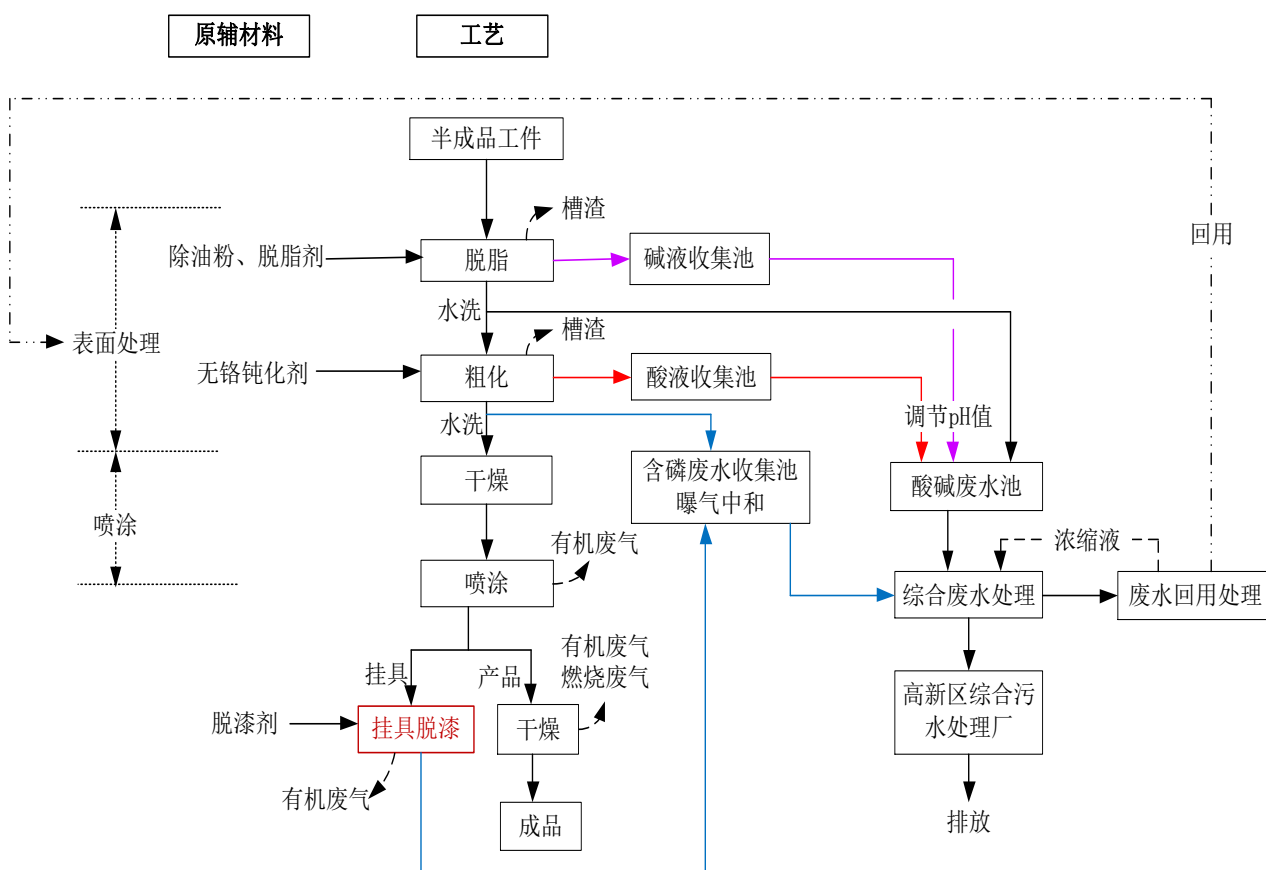 原辅材料
工艺
半成品工件
槽渣
除油粉、脱脂剂
脱脂
碱液收集池
回用
水洗
槽渣
表面处理
无铬钝化剂
粗化
酸液收集池
调节pH值
水洗
干燥
含磷废水收集池
曝气中和
酸碱废水池
喷涂
有机废气
浓缩液
喷涂
综合废水处理
废水回用处理
有机废气
燃烧废气
挂具
产品
脱漆剂
挂具脱漆
干燥
高新区综合污
水处理厂
有机废气
成品
排放